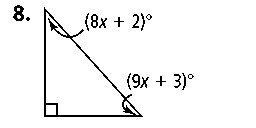 8. (8x + 2)°
(9x + 3)°